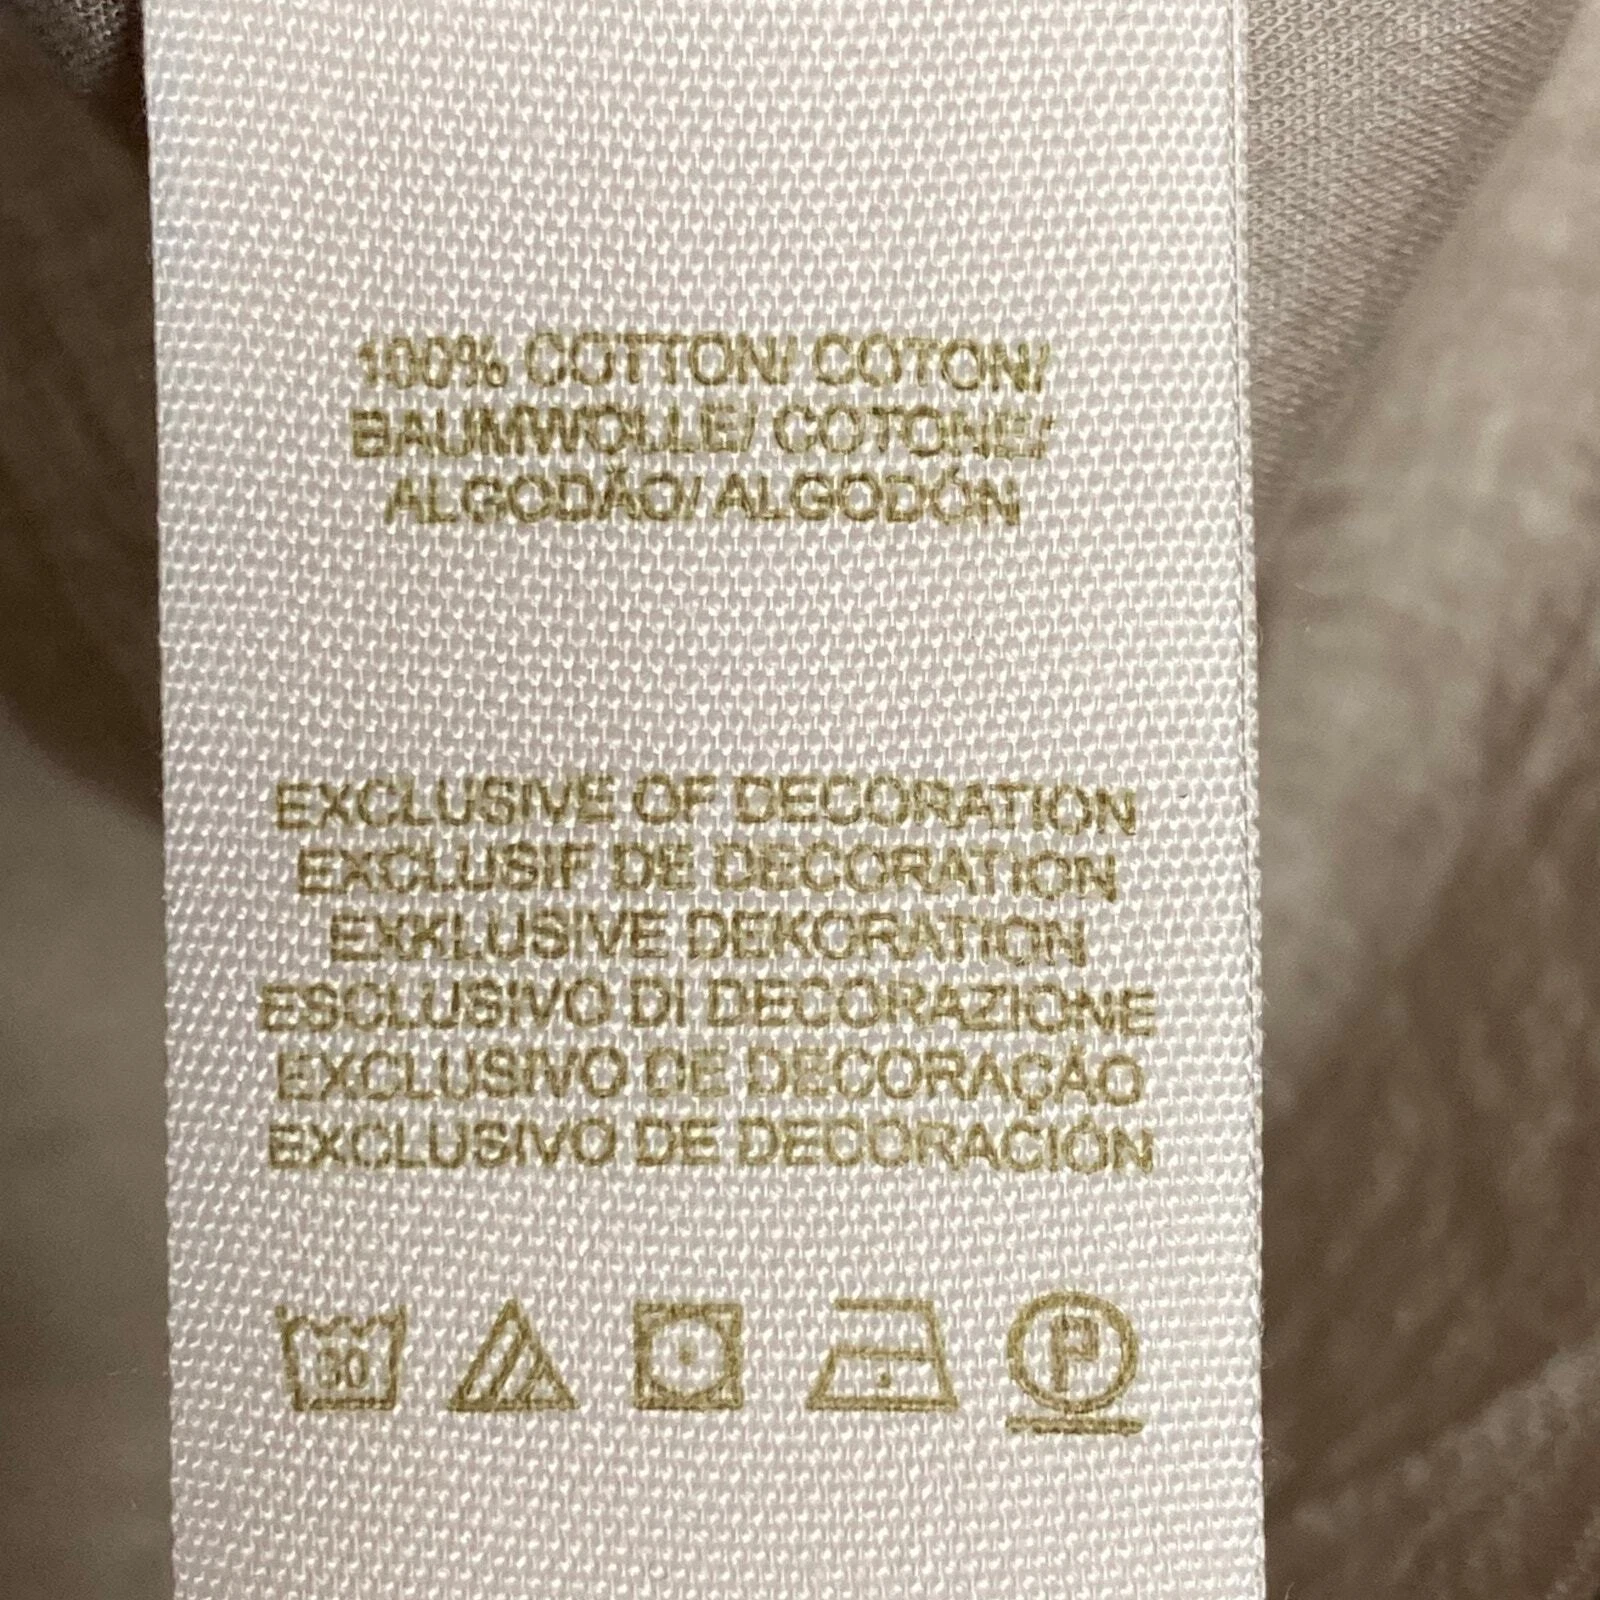 100% COTTON/ COTON/
BAUMWOLLE/ COTONE/
ALGODÃO/ ALGODÓN
EXCLUSIVE OF DECORATION
EXCLUSIF DE DECORATION
EXKLUSIVE DEKORATION
ESCLUSIVO DI DECORAZIONE
EXCLUSIVO DE DECORAÇÃO
EXCLUSIVO DE DECORACIÓN
30 P